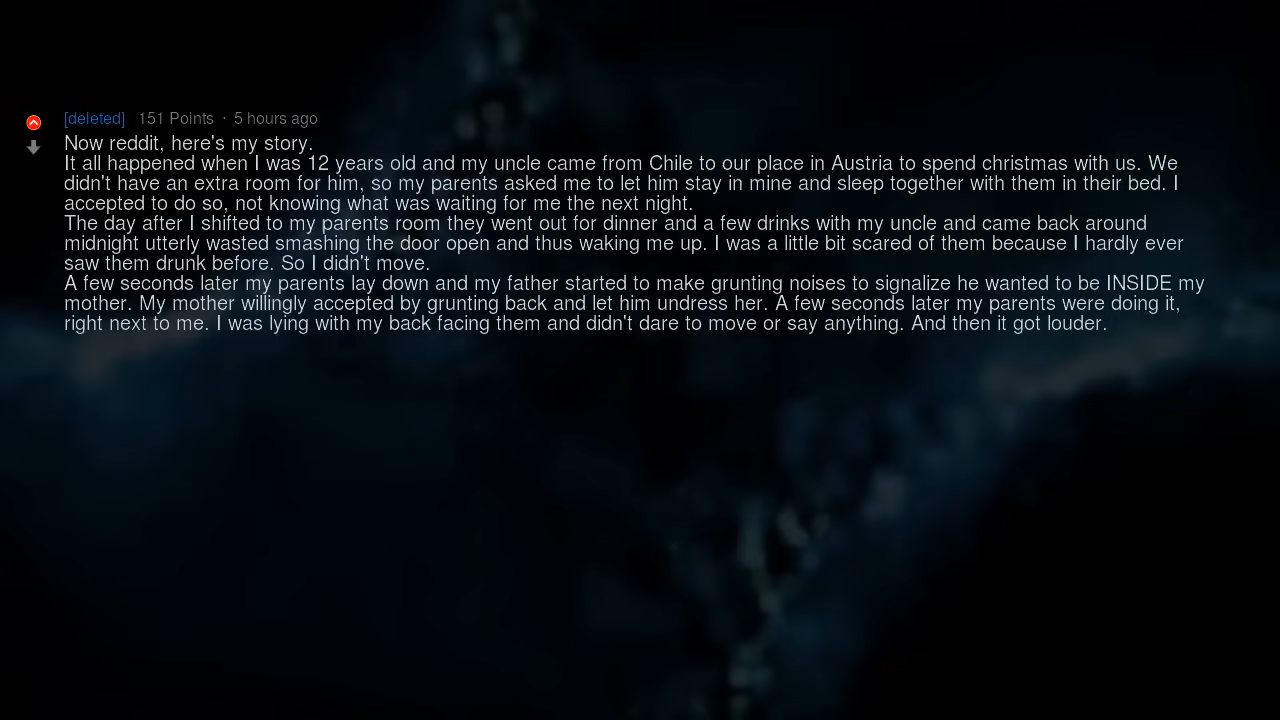 [deleted] 151 Points · 5 hours ago
Now reddit, here's my story.
It all happened when I was 12 years old and my uncle came from Chile to our place in Austria to spend christmas with us. We
didn't have an extra room for him, so my parents asked me to let him stay in mine and sleep together with them in their bed. I
accepted to do so, not knowing what was waiting for me the next night.
The day after I shifted to my parents room they went out for dinner and a few drinks with my uncle and came back around
midnight utterly wasted smashing the door open and thus waking me up. I was a little bit scared of them because I hardly ever
saw them drunk before. So I didn't move.
A few seconds later my parents lay down and my father started to make grunting noises to signalize he wanted to be INSIDE my
mother. My mother willingly accepted by grunting back and let him undress her. A few seconds later my parents were doing it,
right next to me. I was lying with my back facing them and didn't dare to move or say anything. And then it got louder.